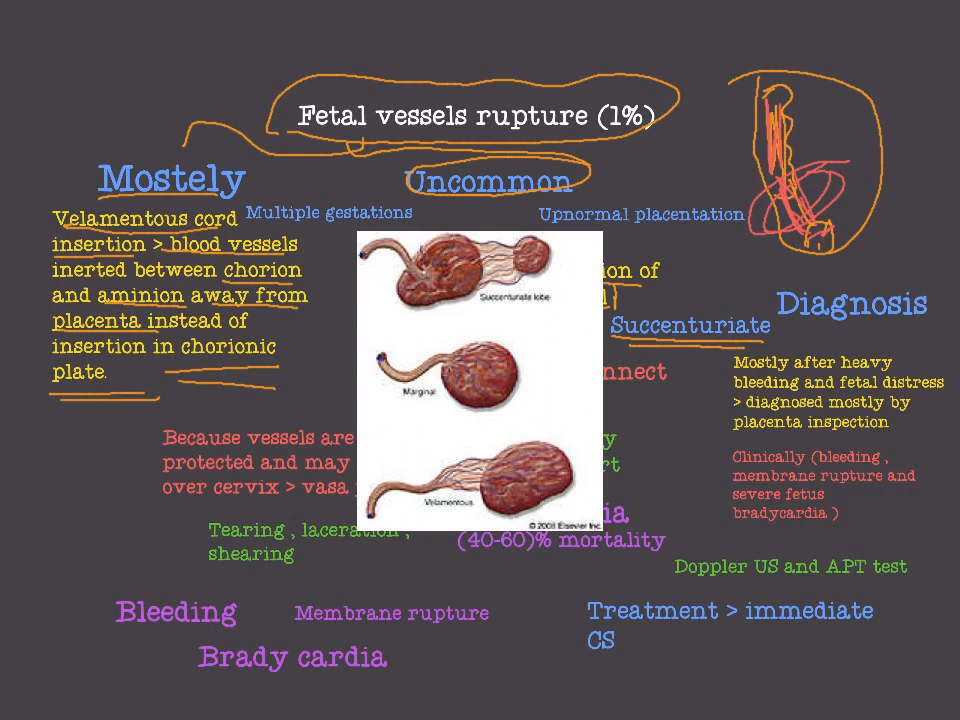 Fetal vessels rupture (1%)
Mostely
Uncommon
Multiple gestations
Upnormal placentation
Velamentous cord
insertion > blood vessels
inerted between chorion
and aminion away from
placenta instead of
insertion in chorionic
plate.
of
Succenturiate
Succenturiate lobe
Marginal
Velamentous
© 2008 Elsevier Inc.
Because vessels are
protected and may
over cervix > vasa
Tearing , laceration ,
shearing
(40-60)% mortality
Diagnosis
Mostly after heavy
bleeding and fetal distress
> diagnosed mostly by
placenta inspection
Clinically (bleeding ,
membrane rupture and
severe fetus
bradycardia )
Doppler US and APT test
Bleeding
Membrane rupture
Brady cardia
Treatment > immediate
CS